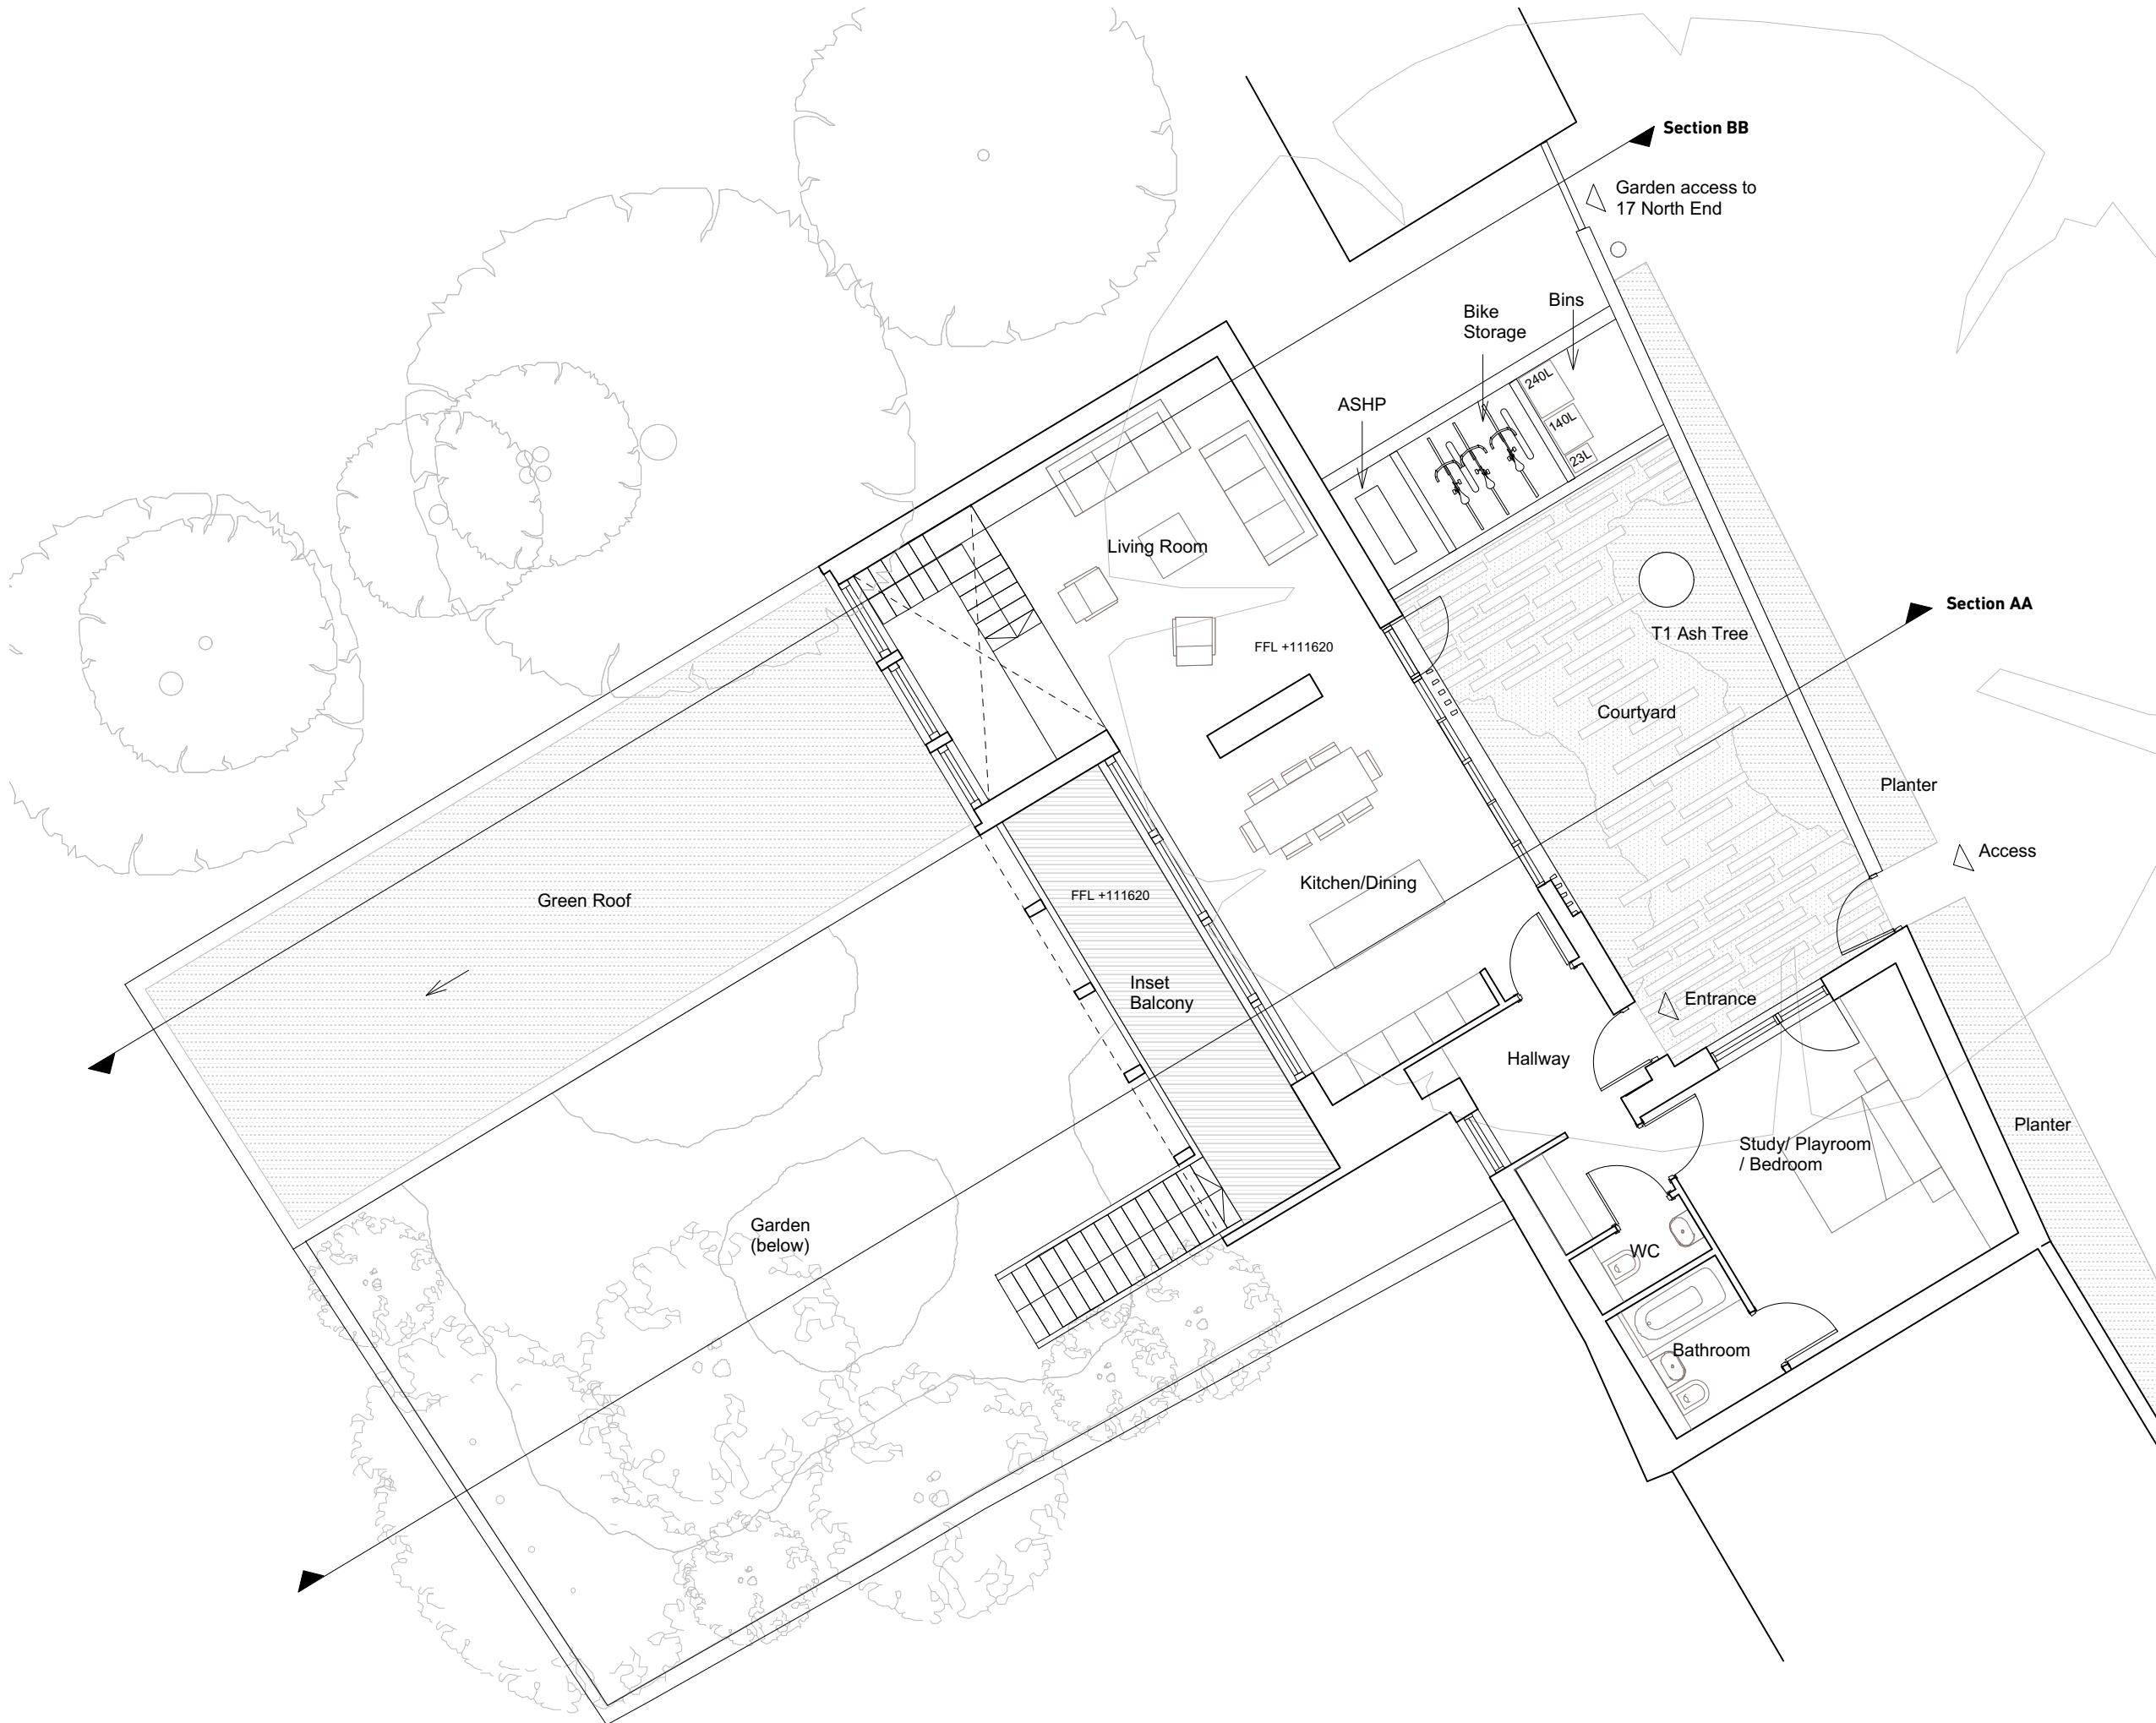 Section BB
Garden access to
17 North End
Bins
Bike
Storage
240L
ASHP
140L
23L
Living Room
Section AA
T1 Ash Tree
FFL +111620
Courtyard
Planter
Access
Kitchen/Dining
FFL +111620
Green Roof
Inset
Balcony
Entrance
Hallway
Planter
Study/ Playroom
/ Bedroom
Garden
(below)
WC
Bathroom